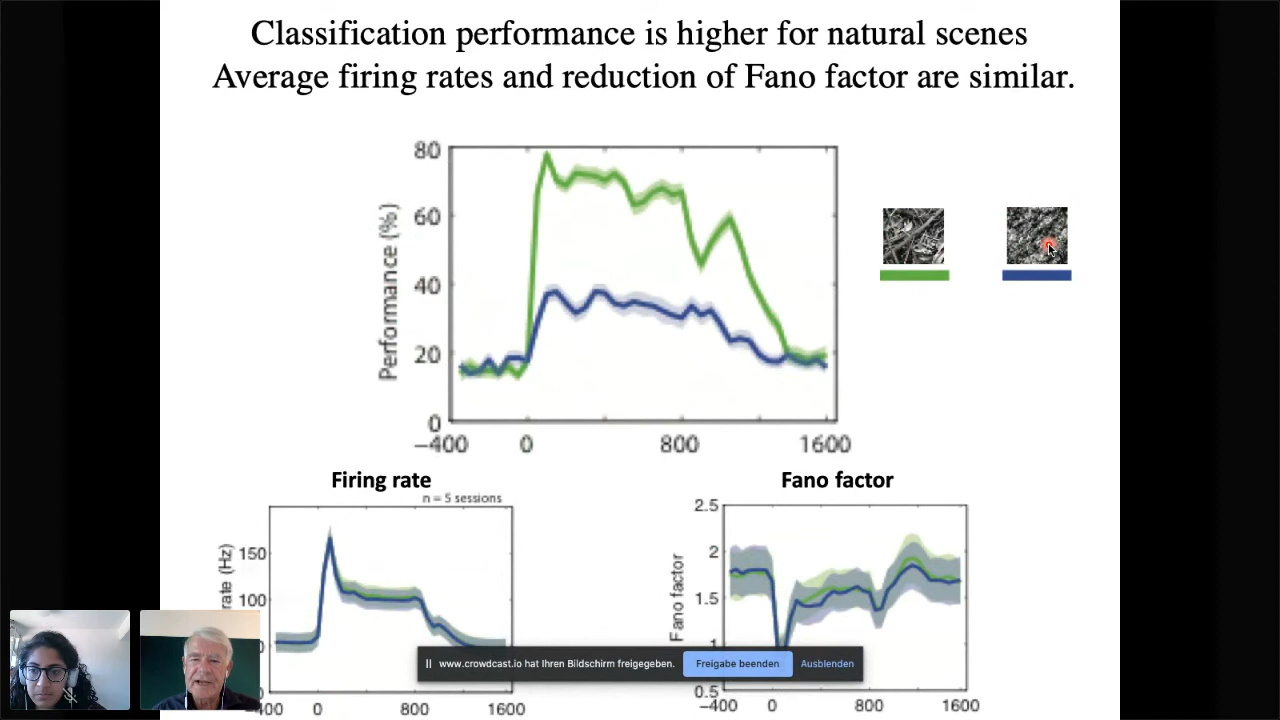 Classification performance is higher for natural scenes
Average firing rates and reduction of Fano factor are similar.
80
60
40
20
0
Performance (%)
−400 0 800 1600
Firing rate
n = 5 sessions
150
100
rate (Hz)
−400 0 800 1600
Fano factor
2.5
2
1.5
1
0.5
Fano factor
−400 0 800 1600
www.crowdcast.io hat Ihren Bildschirm freigegeben. Freigabe beenden Ausblenden